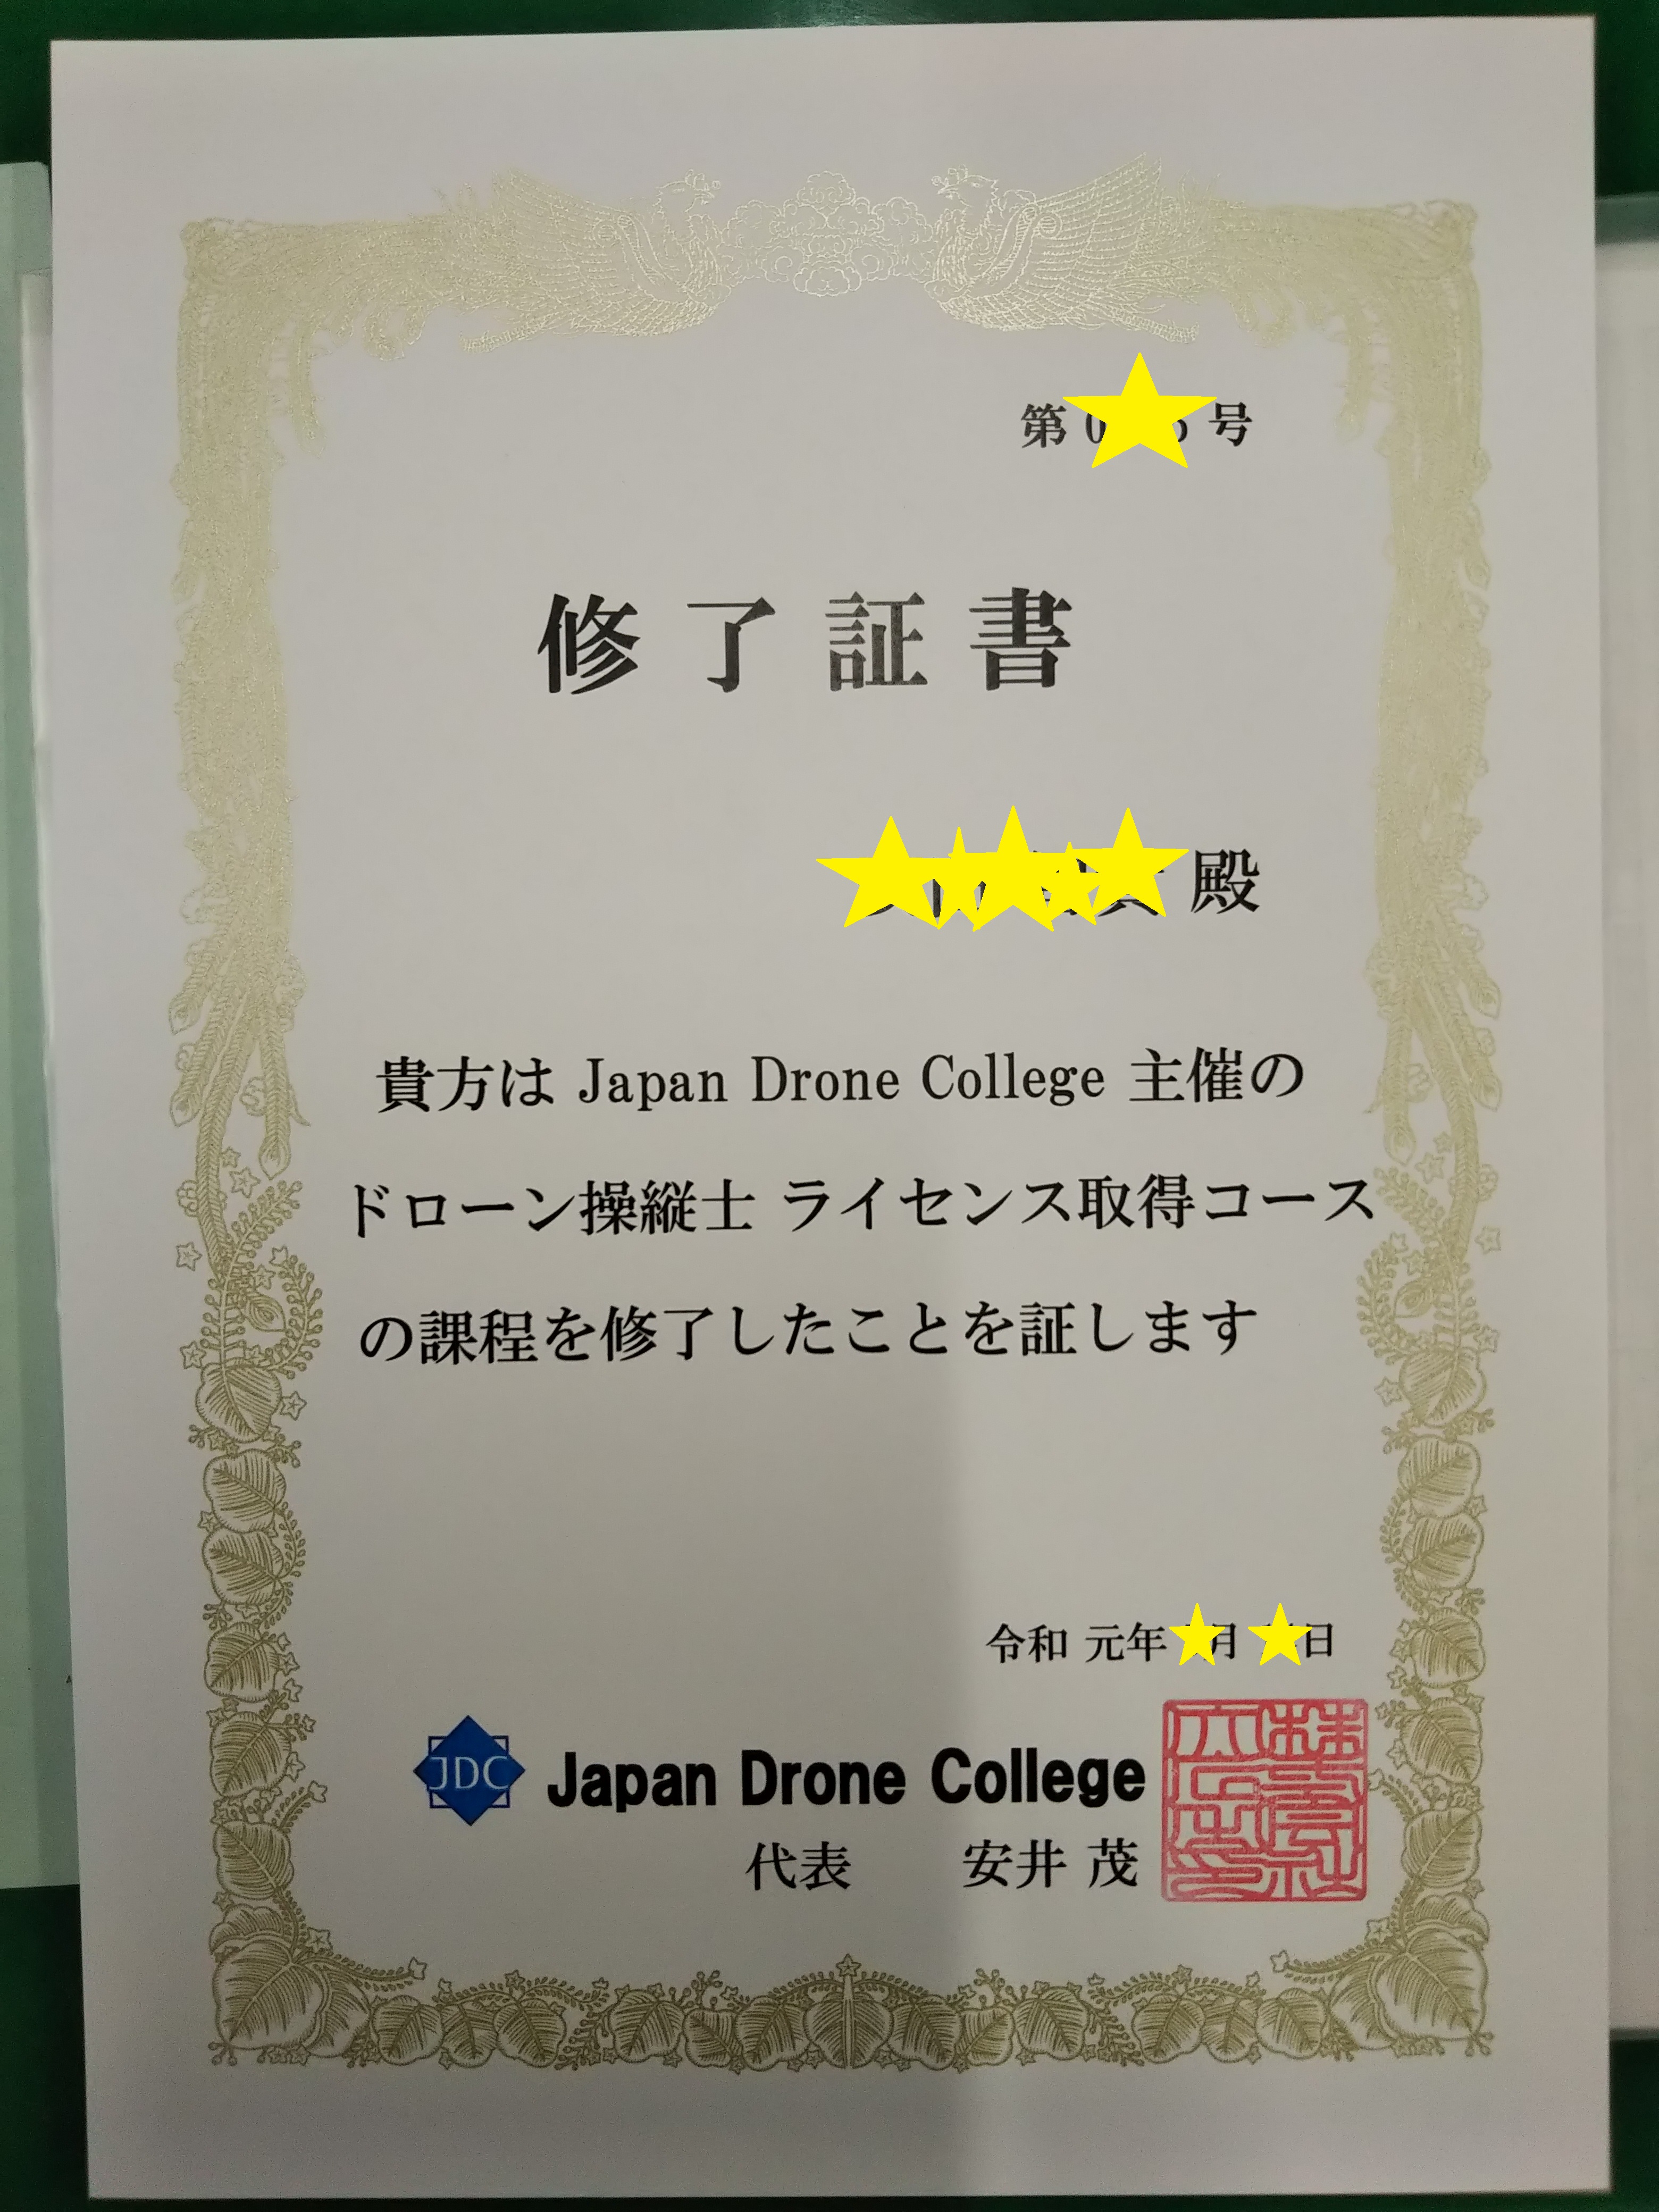 第 号
修了証書
殿
貴方は Japan Drone College 主催の
ドローン操縦士 ライセンス取得コース
の課程を修了したことを証します
令和 元年 月 日
JDC Japan Drone College
代表 安井 茂